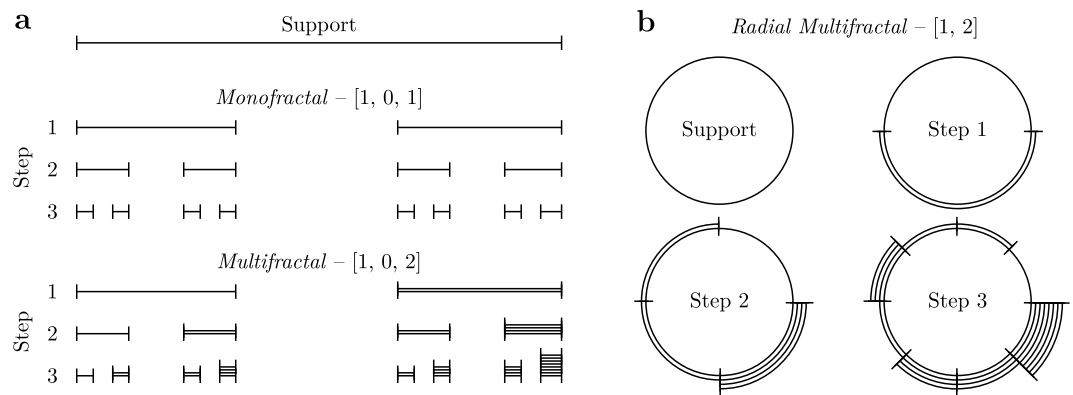 a
Support
Monofractal – [1, 0, 1]
Step
1
2
3
Multifractal – [1, 0, 2]
Step
1
2
3
b
Radial Multifractal – [1, 2]
Support
Step 1
Step 2
Step 3